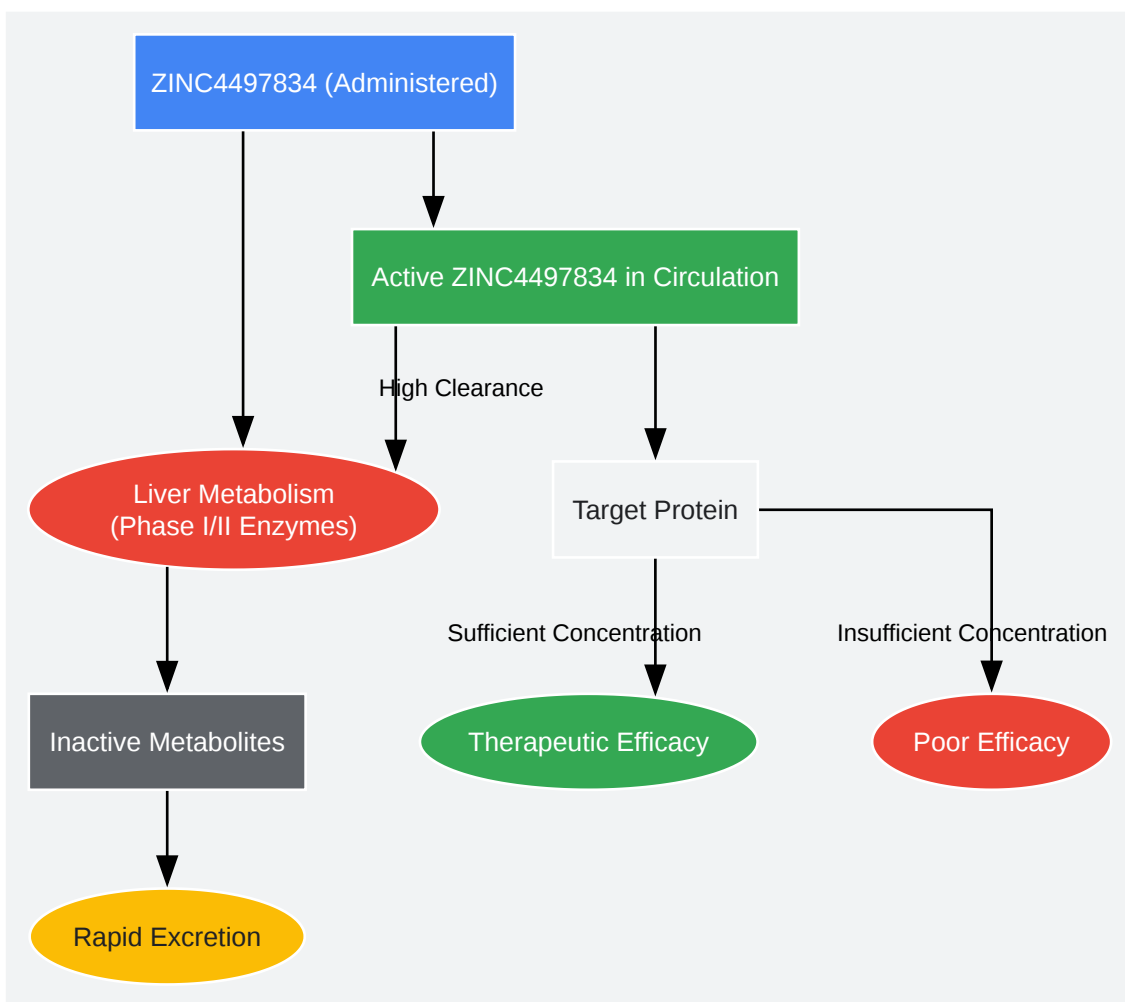 ZINC4497834 (Administered)
Active ZINC4497834 in Circulation
High Clearance
Liver Metabolism
(Phase I/II Enzymes)
Target Protein
Sufficient Concentration
Insufficient Concentration
Inactive Metabolites
Therapeutic Efficacy
Poor Efficacy
Rapid Excretion